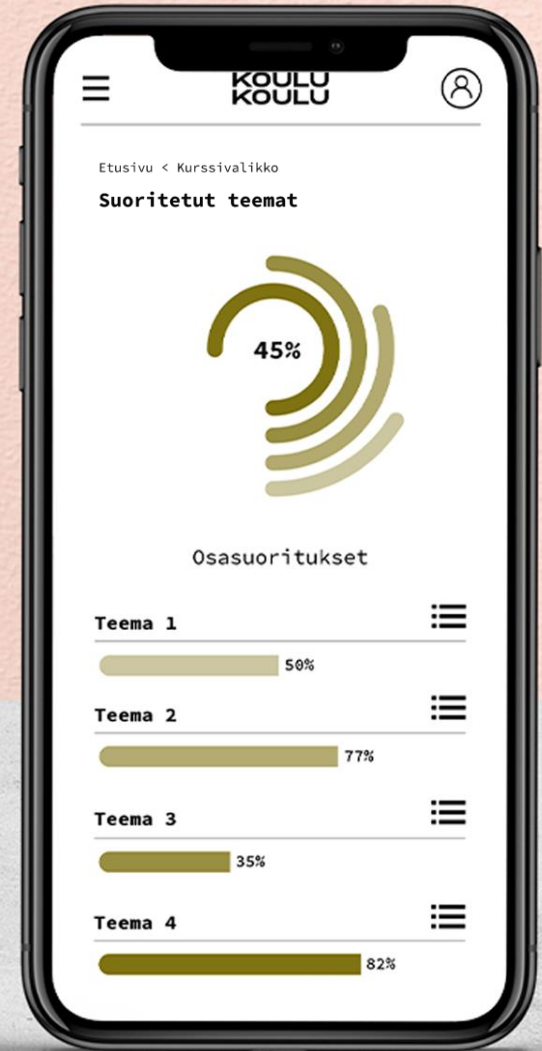 KOULU
KOULU
Etusivu < Kurssivalikko
Suoritetut teemat
45%
Osasuoritukset
Teema 1
50%
Teema 2
77%
Teema 3
35%
Teema 4
82%